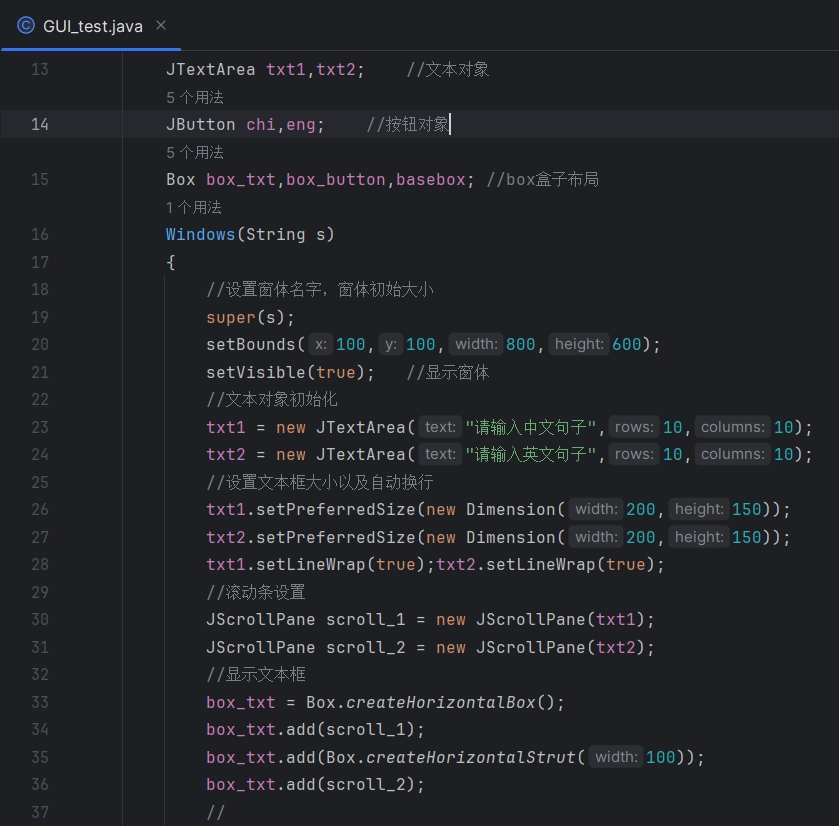 GUI_test.java
13 JTextArea txt1,txt2; //文本对象
5 个用法
14 JButton chi,eng; //按钮对象
5 个用法
15 Box box_txt,box_button,basebox; //box盒子布局
1 个用法
16 Windows(String s)
17 {
18 //设置窗体名字，窗体初始大小
19 super(s);
20 setBounds( x: 100, y: 100, width: 800, height: 600);
21 setVisible(true); //显示窗体
22 //文本对象初始化
23 txt1 = new JTextArea( text: "请输入中文句子", rows: 10, columns: 10);
24 txt2 = new JTextArea( text: "请输入英文句子", rows: 10, columns: 10);
25 //设置文本框大小以及自动换行
26 txt1.setPreferredSize(new Dimension( width: 200, height: 150));
27 txt2.setPreferredSize(new Dimension( width: 200, height: 150));
28 txt1.setLineWrap(true);txt2.setLineWrap(true);
29 //滚动条设置
30 JScrollPane scroll_1 = new JScrollPane(txt1);
31 JScrollPane scroll_2 = new JScrollPane(txt2);
32 //显示文本框
33 box_txt = Box.createHorizontalBox();
34 box_txt.add(scroll_1);
35 box_txt.add(Box.createHorizontalStrut( width: 100));
36 box_txt.add(scroll_2);
37 //